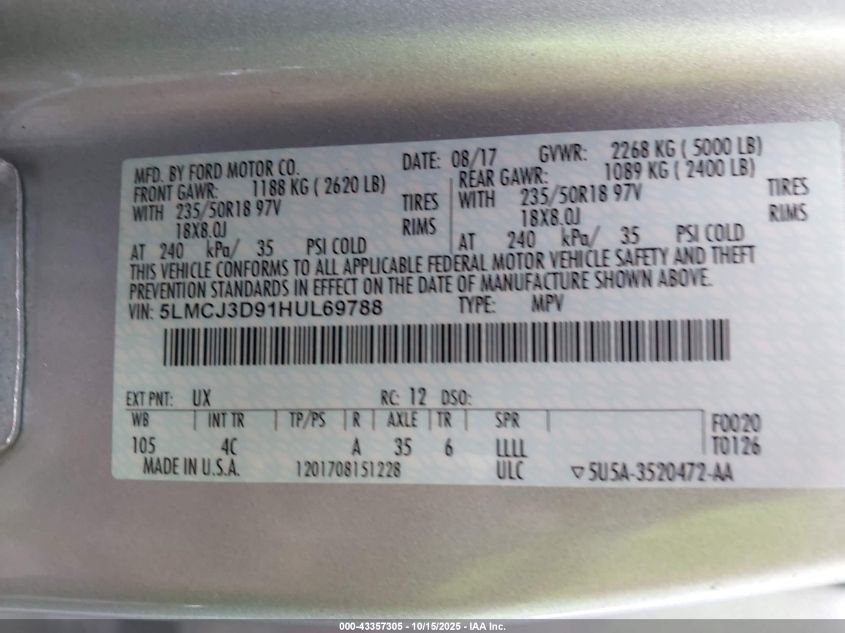 MFD. BY FORD MOTOR CO. DATE: 08/17 GVWR: 2268 KG ( 5000 LB)
FRONT GAWR: 1188 KG ( 2620 LB) REAR GAWR: 1089 KG ( 2400 LB)
WITH 235/50R18 97V TIRES WITH 235/50R18 97V TIRES
18X8.0J RIMS 18X8.0J RIMS
AT 240 kPa/ 35 PSI COLD AT 240 kPa/ 35 PSI COLD
THIS VEHICLE CONFORMS TO ALL APPLICABLE FEDERAL MOTOR VEHICLE SAFETY AND THEFT
PREVENTION STANDARDS IN EFFECT ON THE DATE OF MANUFACTURE SHOWN ABOVE.
VIN: 5LMCJ3D91HUL69788 TYPE: MPV
EXT PNT: UX RC: 12 DSO:
WB INT TR TP/PS R AXLE TR SPR F0020
105 4C A 35 6 LLLL T0126
MADE IN U.S.A. 1201708151228 ULC ▽5U5A-3520472-AA
000-43357305 - 10/15/2025 - IAA Inc.